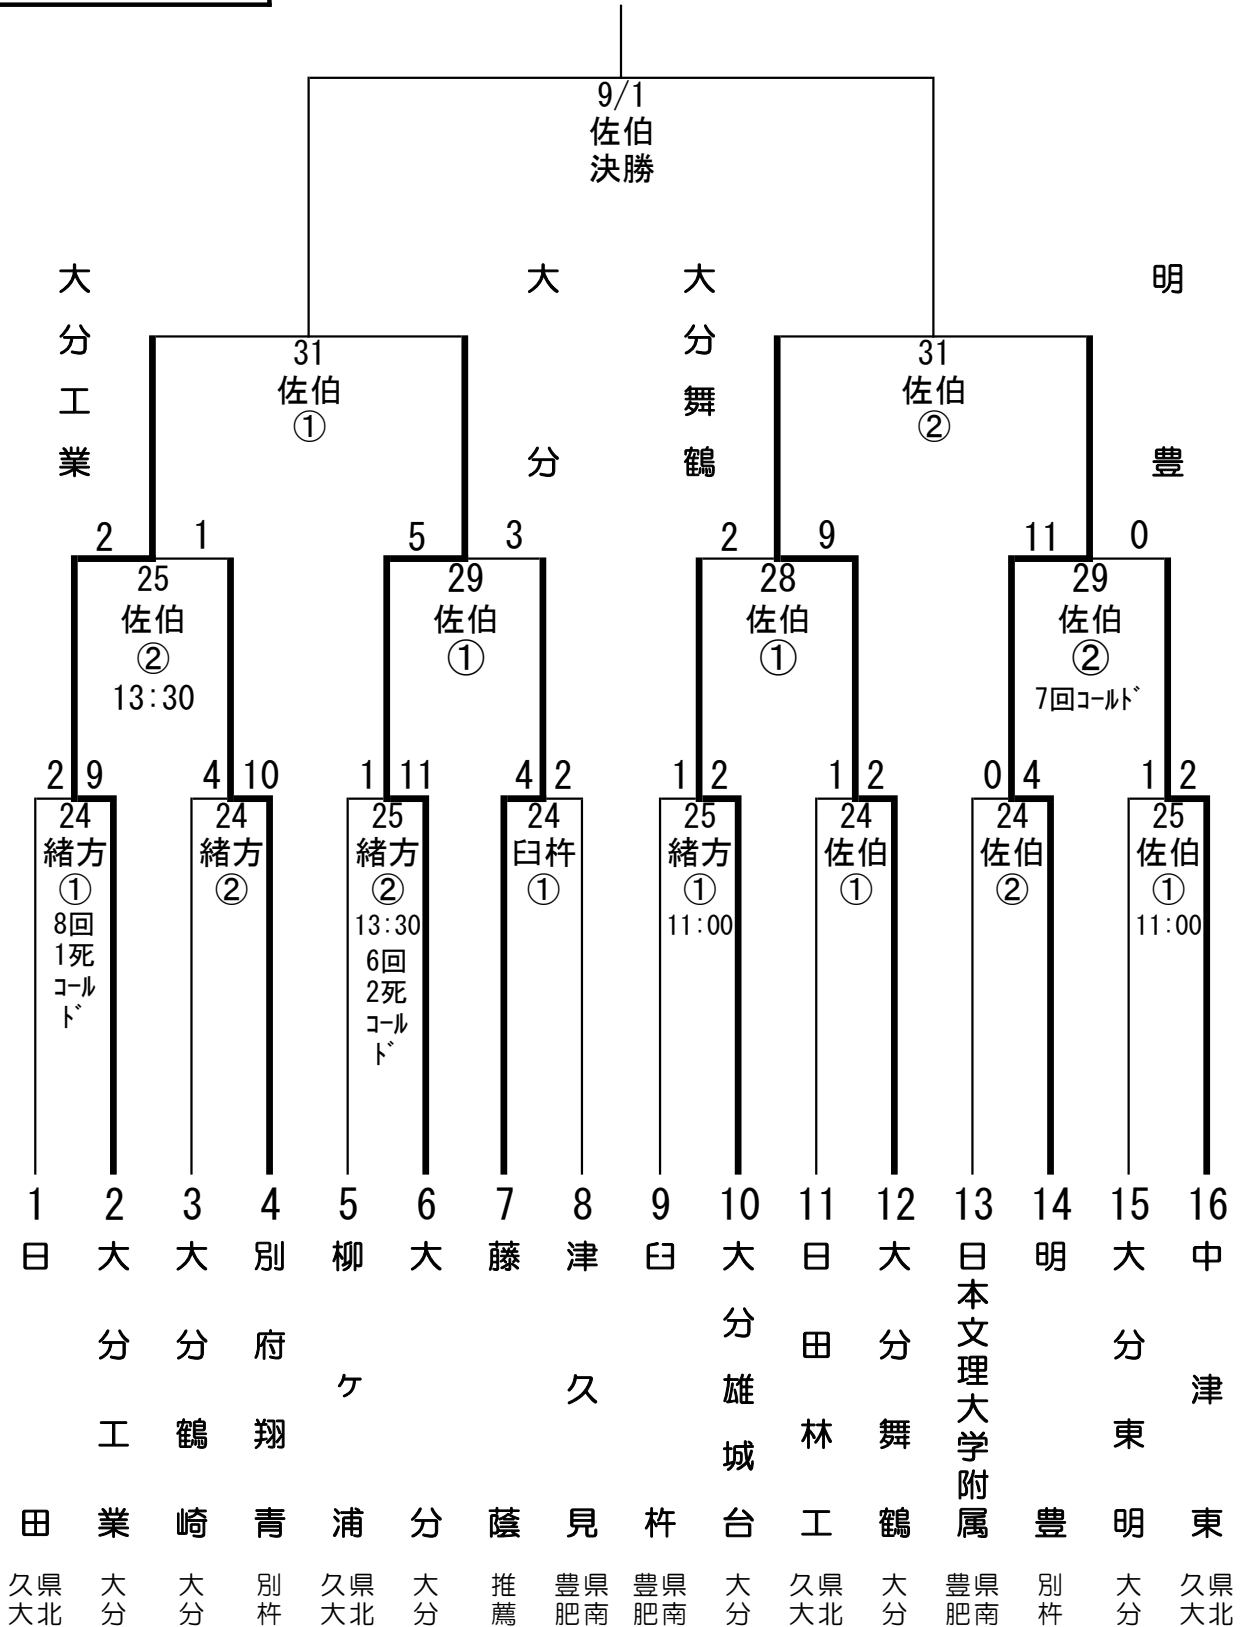 9/1
佐伯
決勝
大分工業
大分
大分舞鶴
明豊
31
佐伯
①
31
佐伯
②
2 1
25
佐伯
②
13:30
5 3
29
佐伯
①
2 9
28
佐伯
①
11 0
29
佐伯
②
7回ｺｰﾙﾄﾞ
2 9
24
緒方
①
8回
1死
ｺｰﾙ
ﾄﾞ
4 10
24
緒方
②
1 11
25
緒方
②
13:30
6回
2死
ｺｰﾙ
ﾄﾞ
4 2
24
臼杵
①
1 2
25
緒方
①
11:00
1 2
24
佐伯
①
0 4
24
佐伯
②
1 2
25
佐伯
①
11:00
1 2 3 4 5 6 7 8 9 10 11 12 13 14 15 16
日田
大分工業
大分鶴崎
別府翔青
柳ケ浦
大分
藤蔭
津久見
臼杵
大分雄城台
日田林工
大分舞鶴
日本文理大学附属
明豊
大分東明
中津東
県北
久大
大分
大分
別杵
県北
久大
大分
推薦
県南
豊肥
県南
豊肥
大分
県北
久大
大分
県南
豊肥
別杵
大分
県北
久大